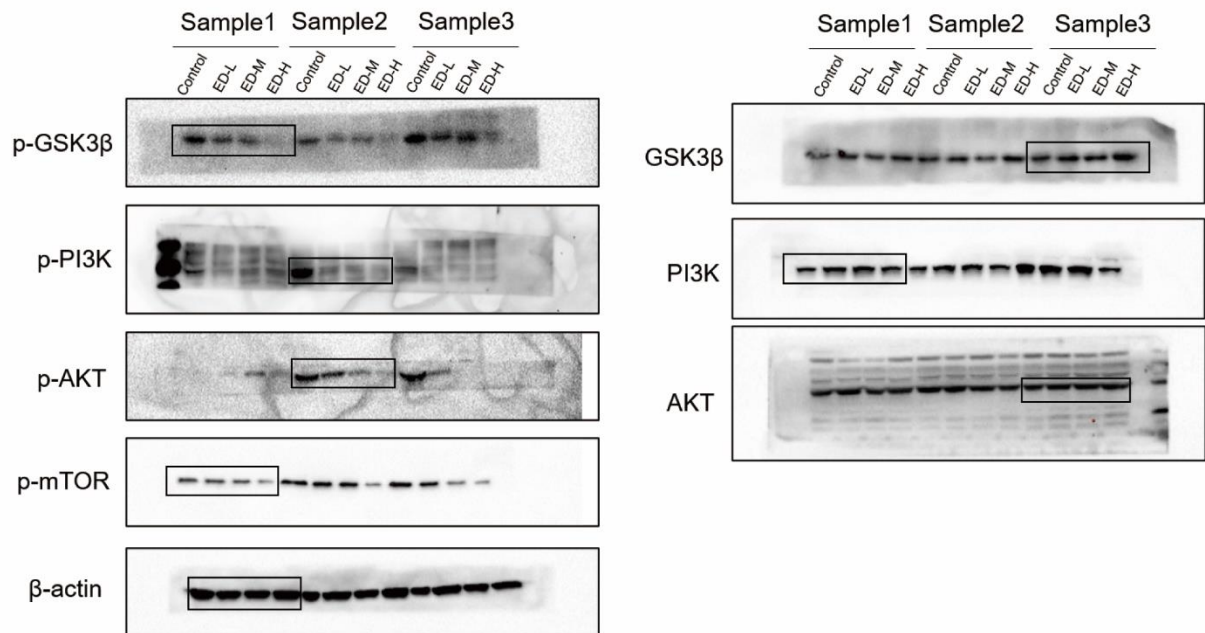 Sample1 Sample2 Sample3
Control ED-L ED-M ED-H Control ED-L ED-M ED-H Control ED-L ED-M ED-H
p-GSK3β
p-PI3K
p-AKT
p-mTOR
β-actin
Sample1 Sample2 Sample3
Control ED-L ED-M ED-H Control ED-L ED-M ED-H Control ED-L ED-M ED-H
GSK3β
PI3K
AKT